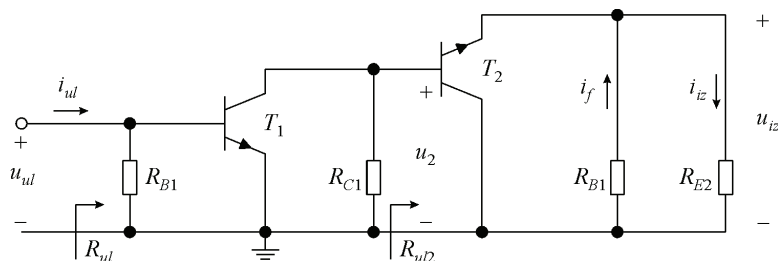 i_ul
+
u_ul
−
R_B1
R_ul
T_1
R_C1
+
u_2
−
R_ul2
T_2
i_f
R_B1
i_iz
R_E2
+
u_iz
−